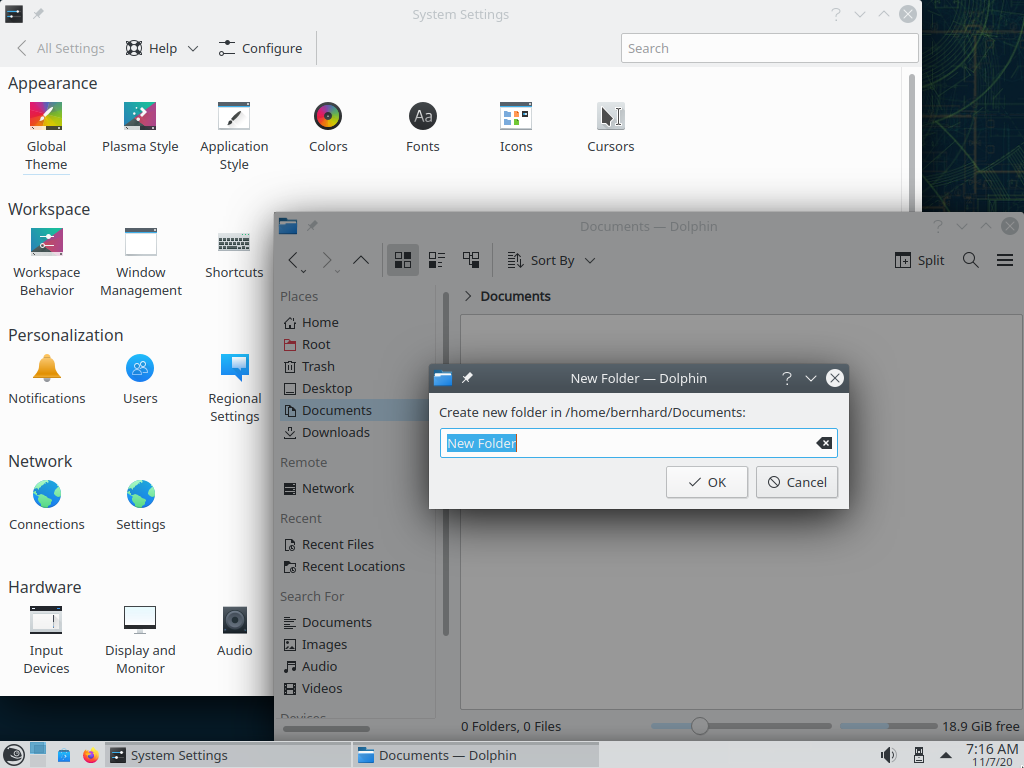 System Settings
All Settings
Help
Configure
Search
Appearance
Global
Theme
Plasma Style
Application
Style
Colors
Aa
Fonts
Icons
Cursors
Workspace
Workspace
Behavior
Window
Management
Shortcuts
Personalization
Notifications
Users
Regional
Settings
Network
Connections
Settings
Hardware
Input
Devices
Display and
Monitor
Audio
Documents — Dolphin
Sort By
Split
Places
Home
Root
Trash
Desktop
Documents
Downloads
Remote
Network
Recent
Recent Files
Recent Locations
Search For
Documents
Images
Audio
Videos
Devices
Documents
0 Folders, 0 Files
18.9 GiB free
New Folder — Dolphin
Create new folder in /home/bernhard/Documents:
New Folder
OK
Cancel
System Settings
Documents — Dolphin
7:16 AM
11/7/20